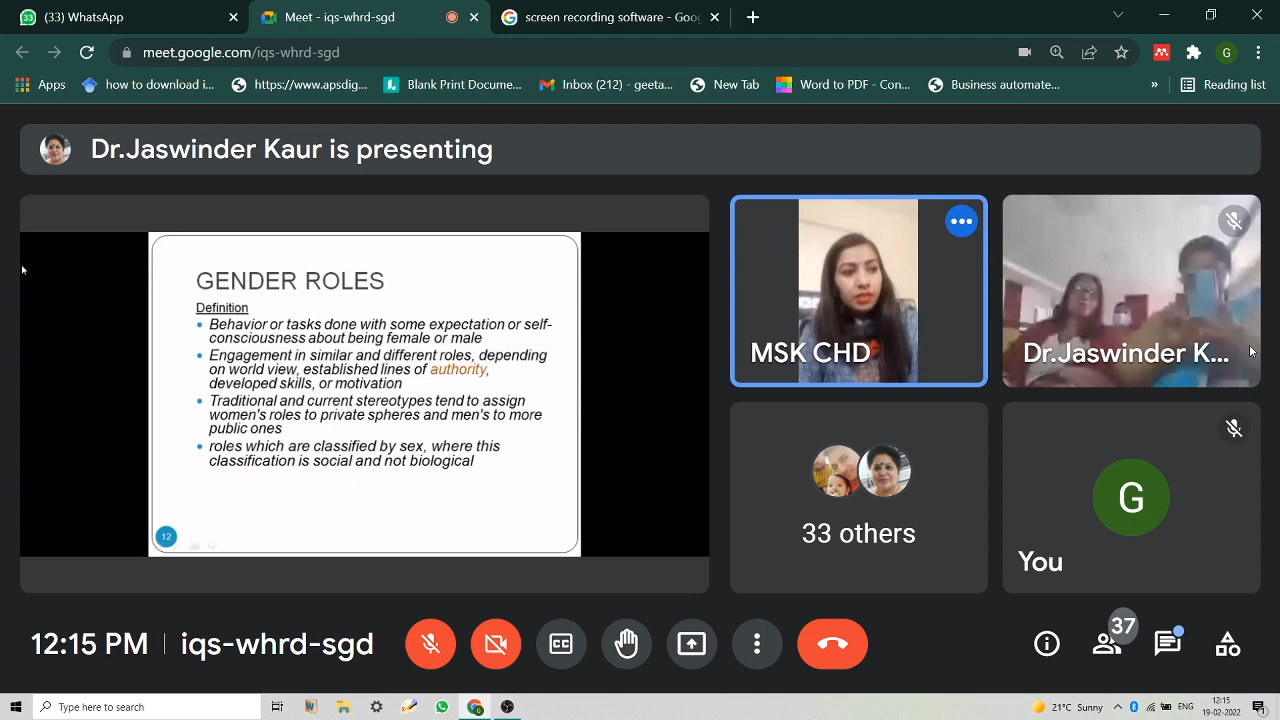 (33) WhatsApp
Meet - iqs-whrd-sgd
screen recording software - Goog
meet.google.com/iqs-whrd-sgd
G
Apps
how to download i...
https://www.apsdig...
Blank Print Docume...
Inbox (212) - geeta...
New Tab
Word to PDF - Con...
Business automate...
»
Reading list
Dr.Jaswinder Kaur is presenting
GENDER ROLES
Definition
• Behavior or tasks done with some expectation or self-
consciousness about being female or male
• Engagement in similar and different roles, depending
on world view, established lines of authority,
developed skills, or motivation
• Traditional and current stereotypes tend to assign
women's roles to private spheres and men's to more
public ones
• roles which are classified by sex, where this
classification is social and not biological
12
MSK CHD
Dr.Jaswinder K...
33 others
G
You
12:15 PM | iqs-whrd-sgd
CC
37
Type here to search
21°C Sunny
ENG
12:15
19-02-2022